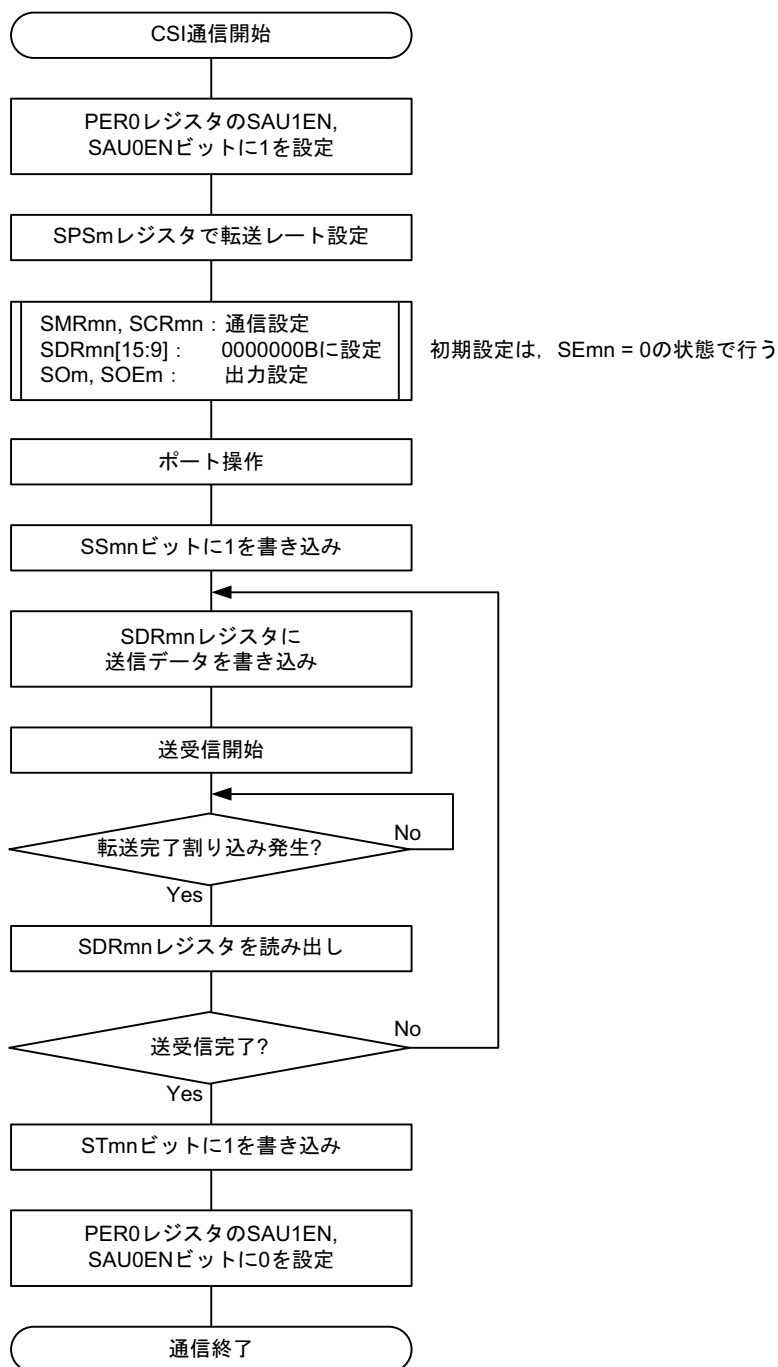 CSI通信開始
PER0レジスタのSAU1EN,
SAU0ENビットに1を設定
SPSmレジスタで転送レート設定
SMRmn, SCRmn：通信設定
SDRmn[15:9]： 0000000Bに設定
SOm, SOEm： 出力設定
初期設定は，SEmn = 0の状態で行う
ポート操作
SSmnビットに1を書き込み
SDRmnレジスタに
送信データを書き込み
送受信開始
転送完了割り込み発生?
No
Yes
SDRmnレジスタを読み出し
送受信完了?
No
Yes
STmnビットに1を書き込み
PER0レジスタのSAU1EN,
SAU0ENビットに0を設定
通信終了